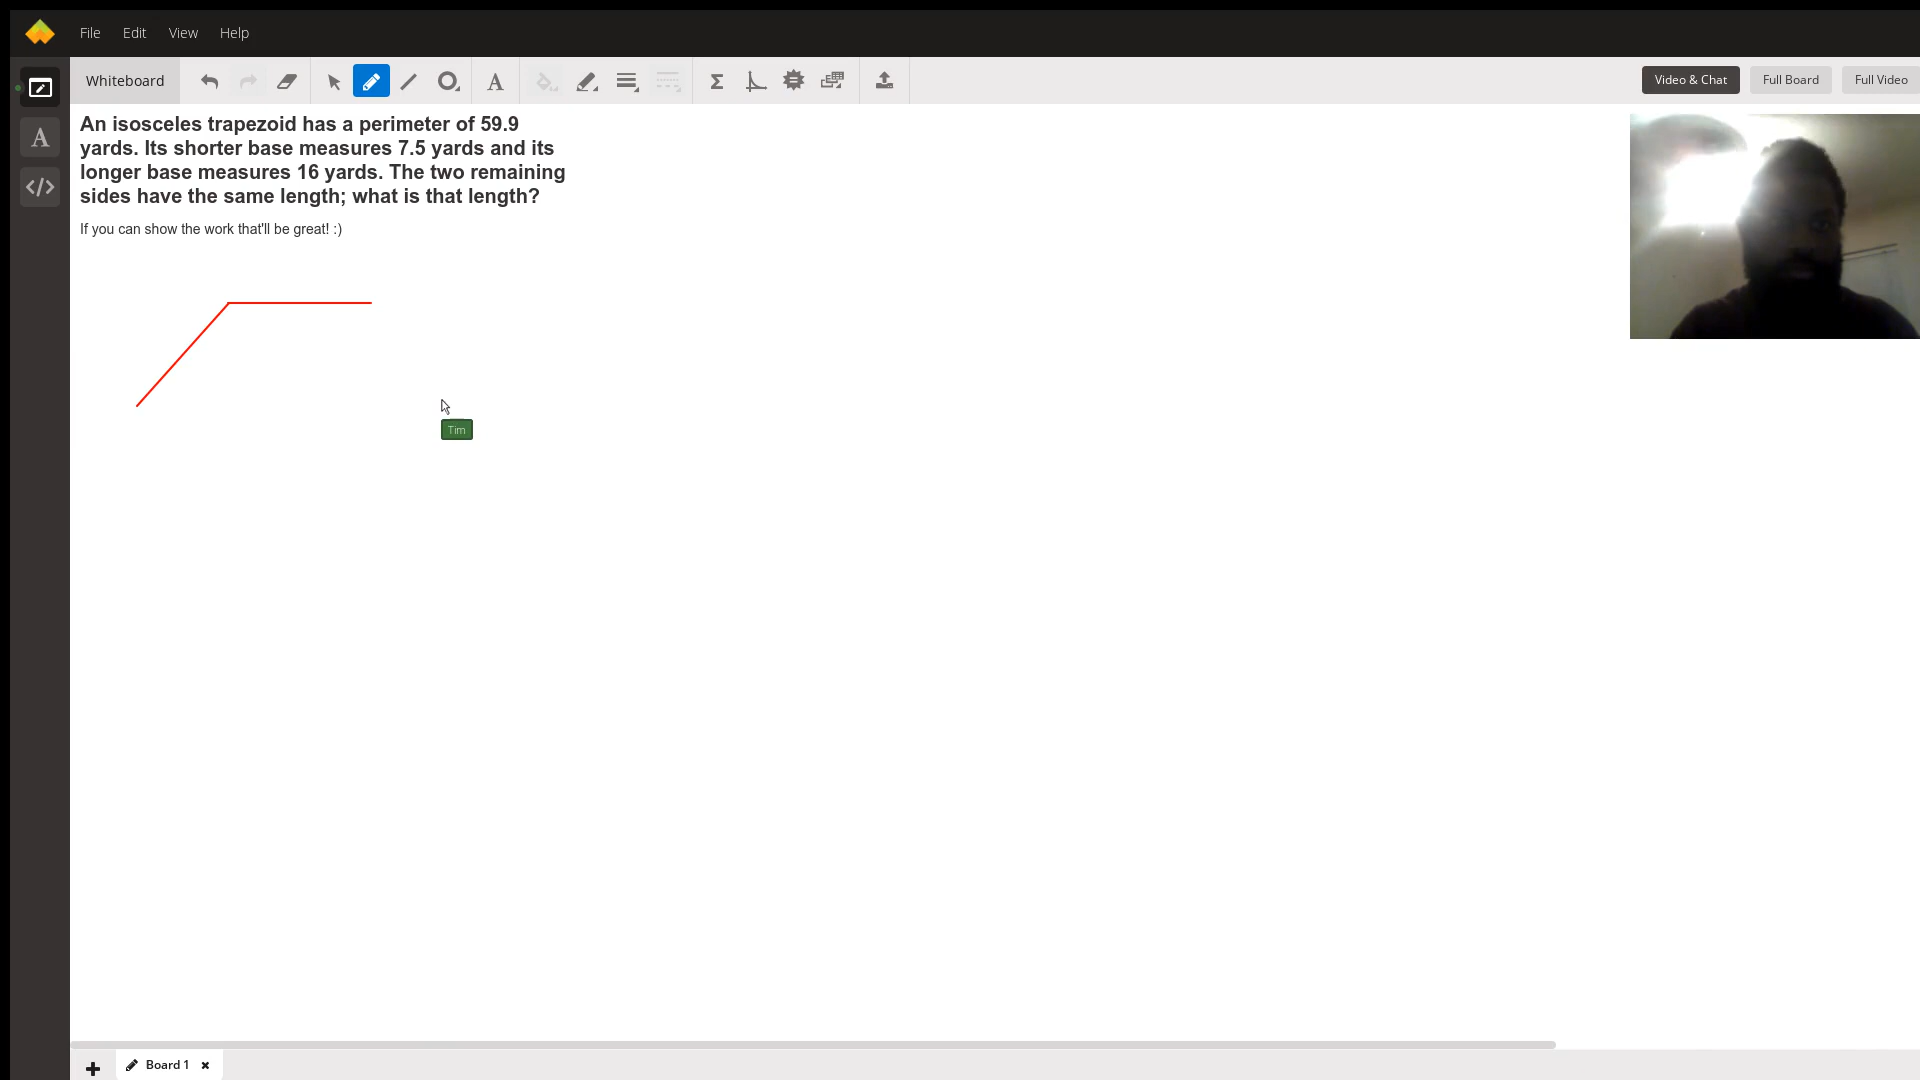 File Edit View Help
Whiteboard
A
Σ
Video & Chat
Full Board
Full Video
A
</>
An isosceles trapezoid has a perimeter of 59.9
yards. Its shorter base measures 7.5 yards and its
longer base measures 16 yards. The two remaining
sides have the same length; what is that length?
If you can show the work that'll be great! :)
Tim
Board 1